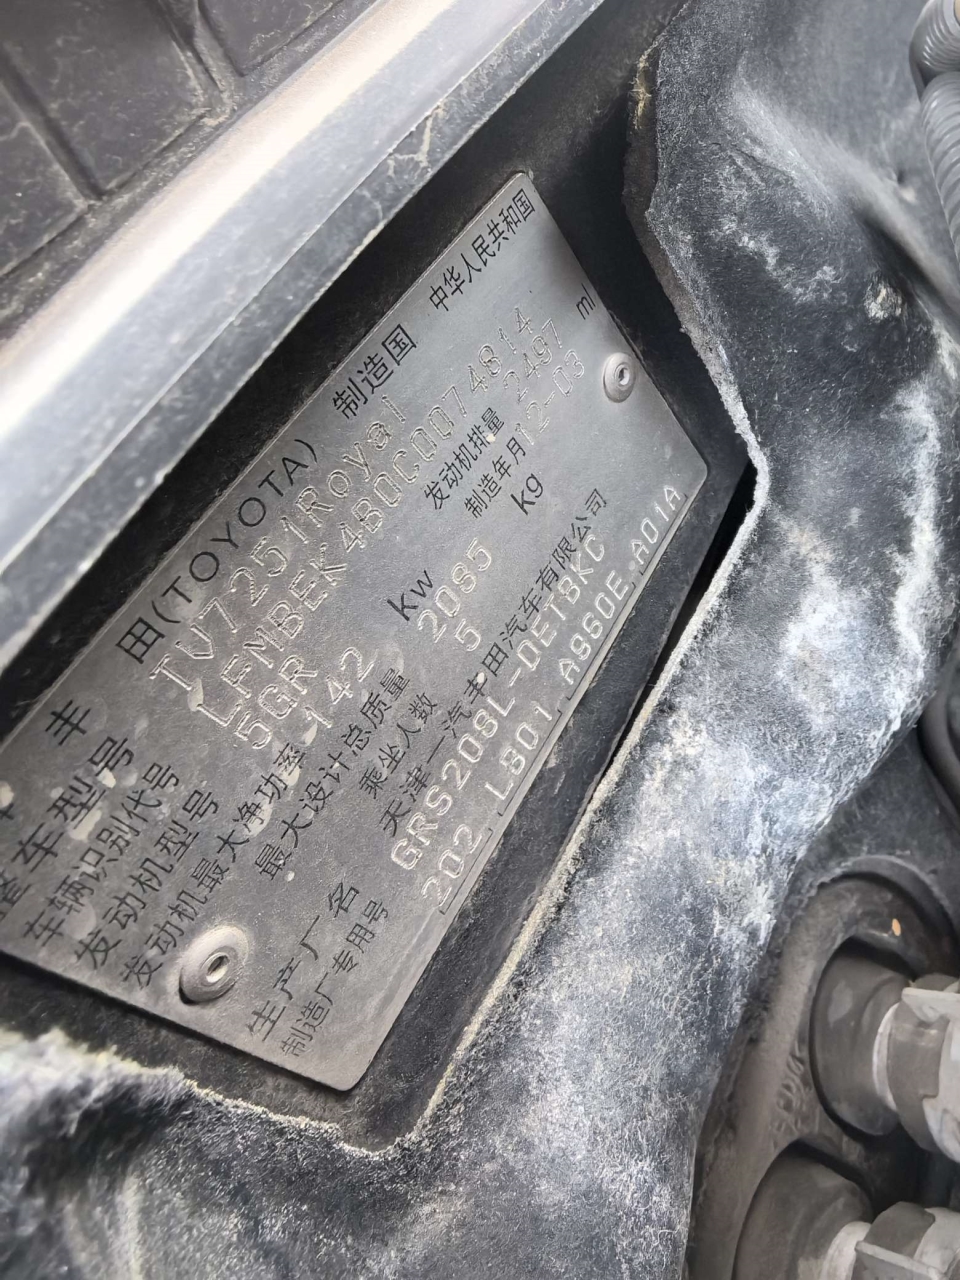 丰 田(TOYOTA) 制造国 中华人民共和国
整车型号 TV7251Royal
车辆识别代号 LFMBEK4B0C0074814
发动机型号 5GR 发动机排量 2497 ml
发动机最大净功率 142 kw 制造年月 12-03
最大设计总质量 2085 kg
乘坐人数 5
生产厂名 天津一汽丰田汽车有限公司
制造厂专用号 GRS208L-DETBKC
202 LB01 A960E A01A